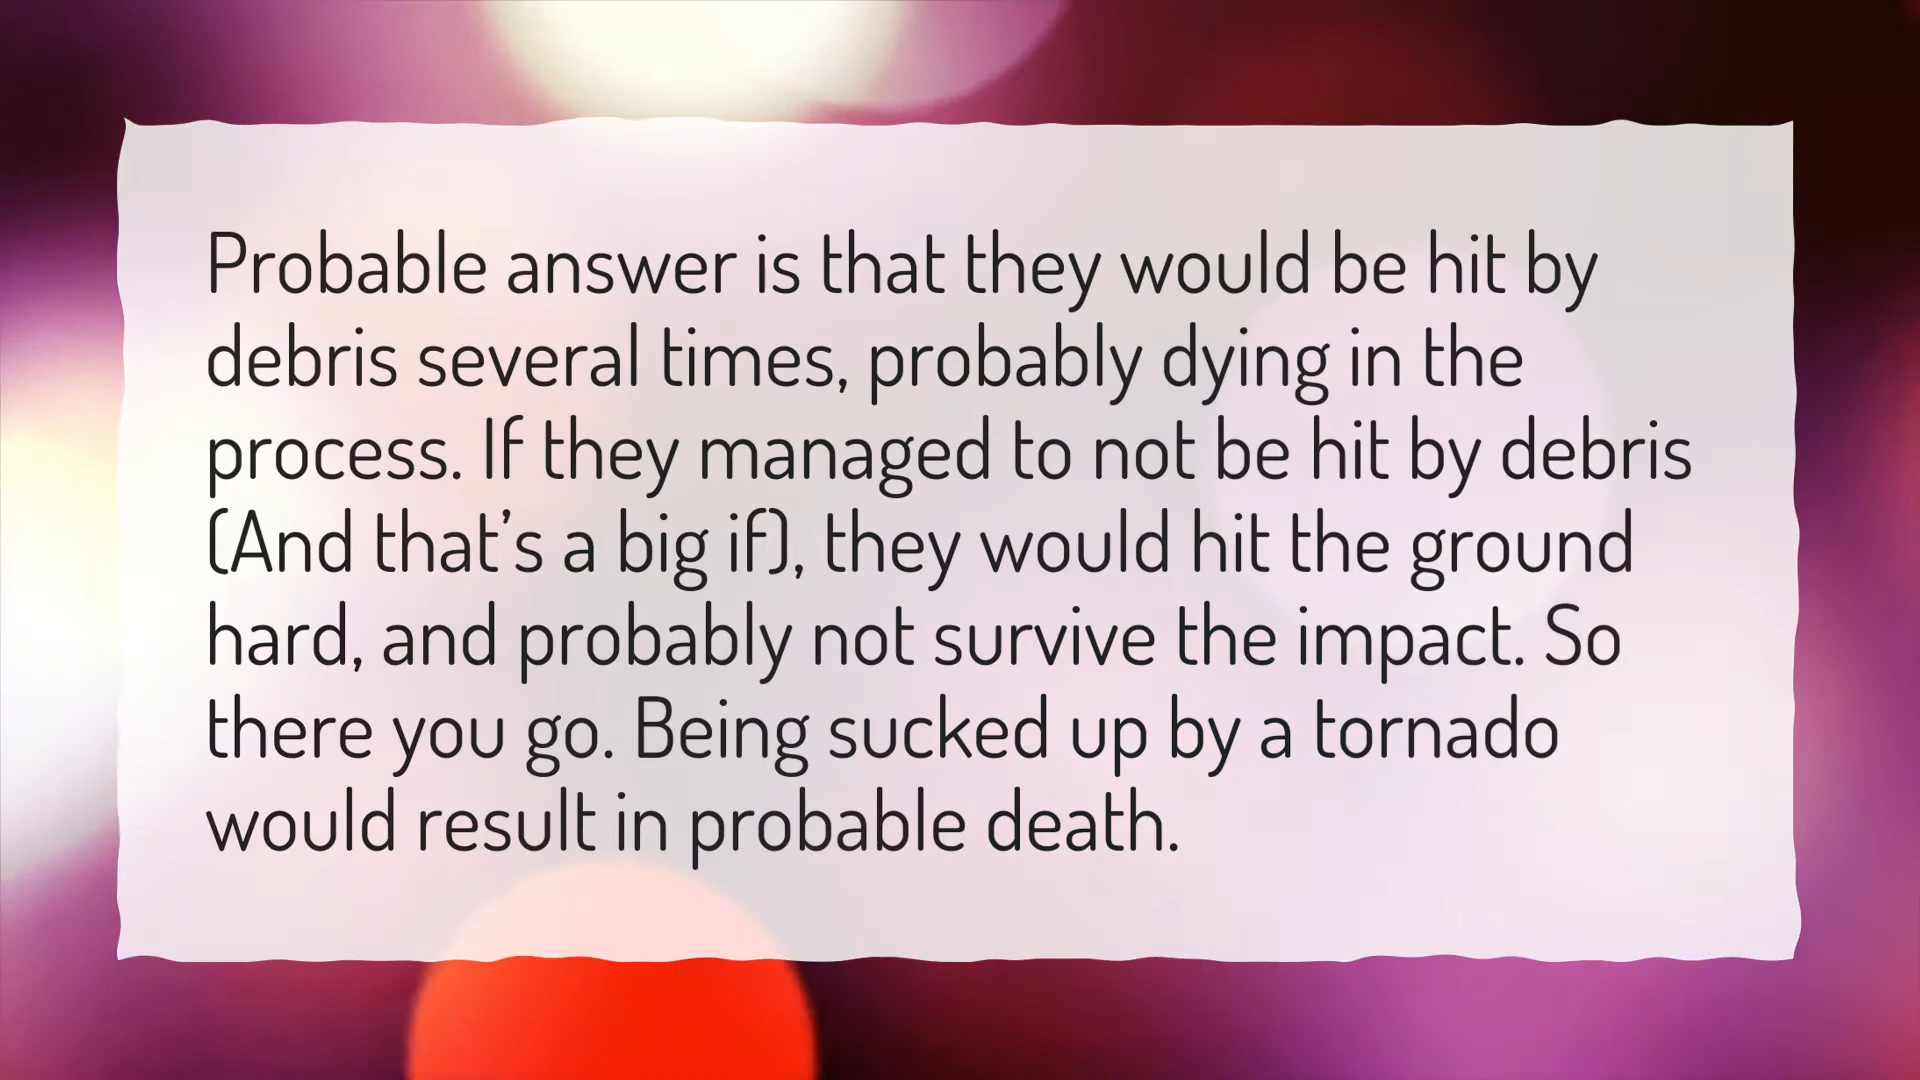 Probable answer is that they would be hit by
debris several times, probably dying in the
process. If they managed to not be hit by debris
(And that’s a big if), they would hit the ground
hard, and probably not survive the impact. So
there you go. Being sucked up by a tornado
would result in probable death.